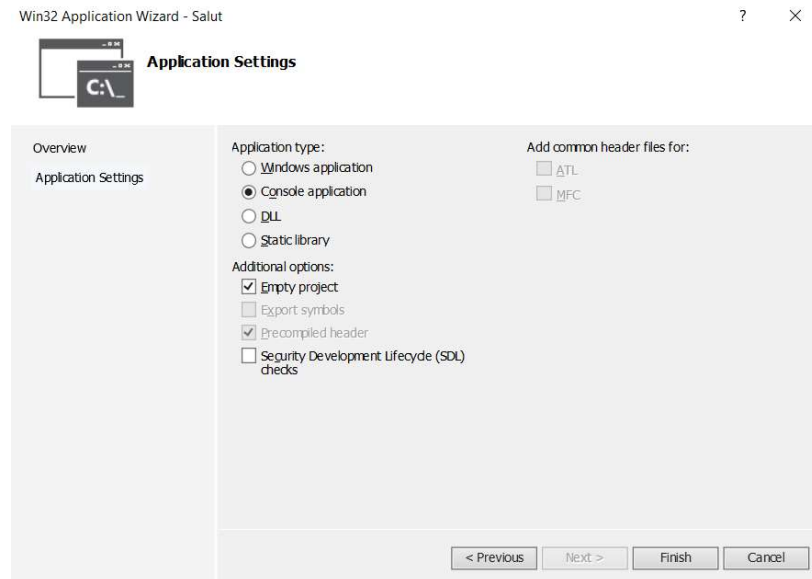 Win32 Application Wizard - Salut
?
C:\_
Application Settings
Overview
Application Settings
Application type:
Windows application
Console application
DLL
Static library
Additional options:
Empty project
Export symbols
Precompiled header
Security Development Lifecycle (SDL)
checks
Add common header files for:
ATL
MFC
< Previous
Next >
Finish
Cancel